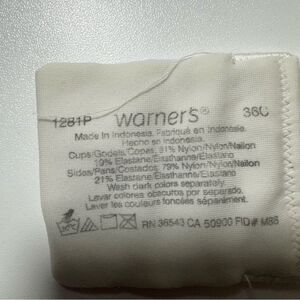 1281P warner's® 36C
Made in Indonesia. Fabriqué en Indonésie.
Hecho en Indonesia.
Cups/Godets/Copas: 81% Nylon/Nylon/Nailon
19% Elastane/Elasthanne/Elastano
Sides/Pans/Costados: 79% Nylon/Nylon/Nailon
21% Elastane/Elasthanne/Elastano
Wash dark colors separately.
Lavar colores obscuros por separado.
Laver les couleurs foncées séparément.
RN 36543 CA 50900 FID# M86